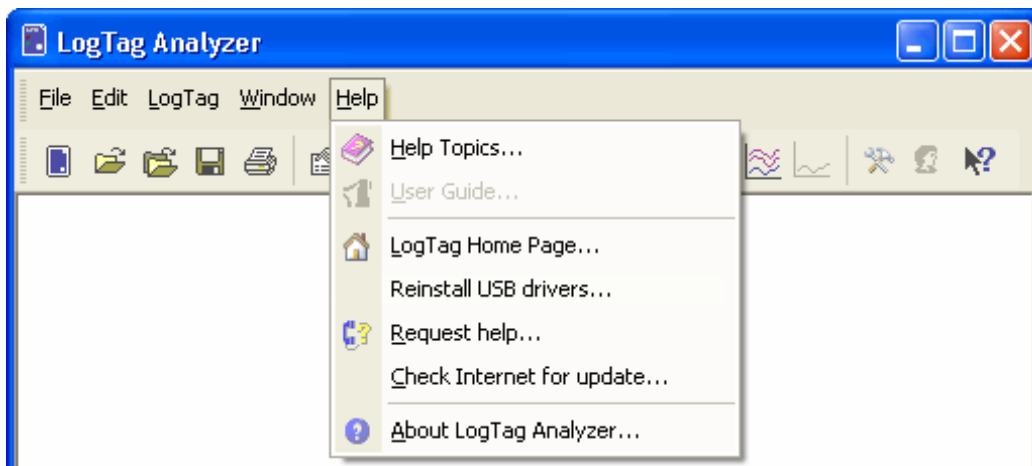 LogTag Analyzer
File Edit LogTag Window Help
Help Topics...
User Guide...
LogTag Home Page...
Reinstall USB drivers...
Request help...
Check Internet for update...
About LogTag Analyzer...